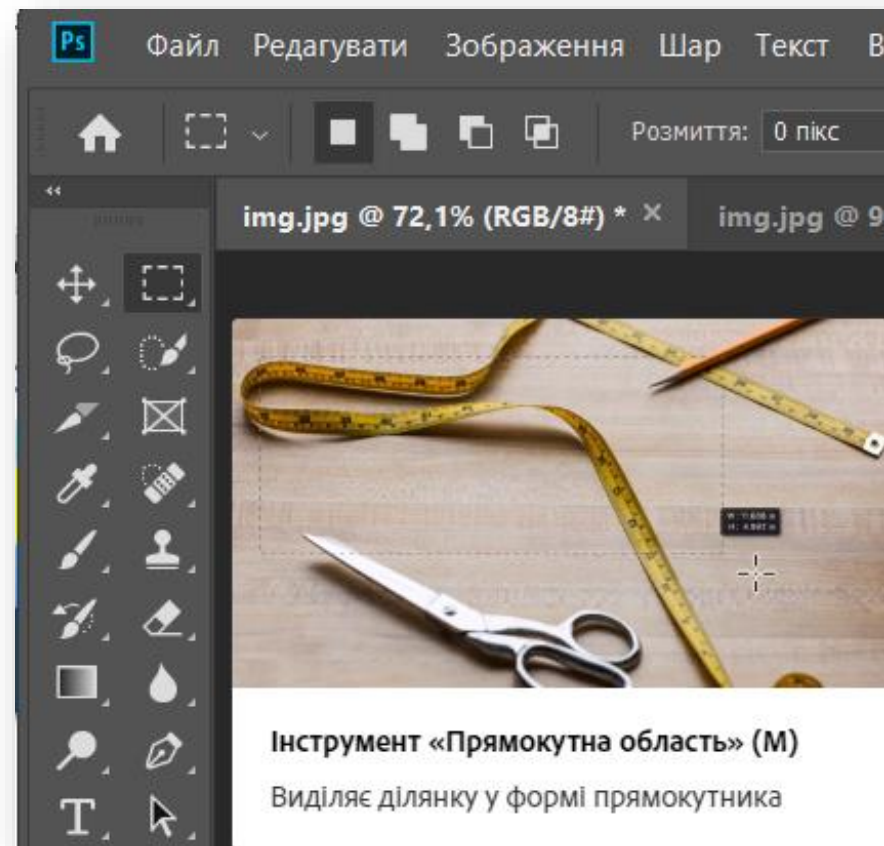 Ps Файл Редагувати Зображення Шар Текст В
Розмиття: 0 пікс
img.jpg @ 72,1% (RGB/8#) * × img.jpg @ 9
Інструмент «Прямокутна область» (M)
Виділяє ділянку у формі прямокутника